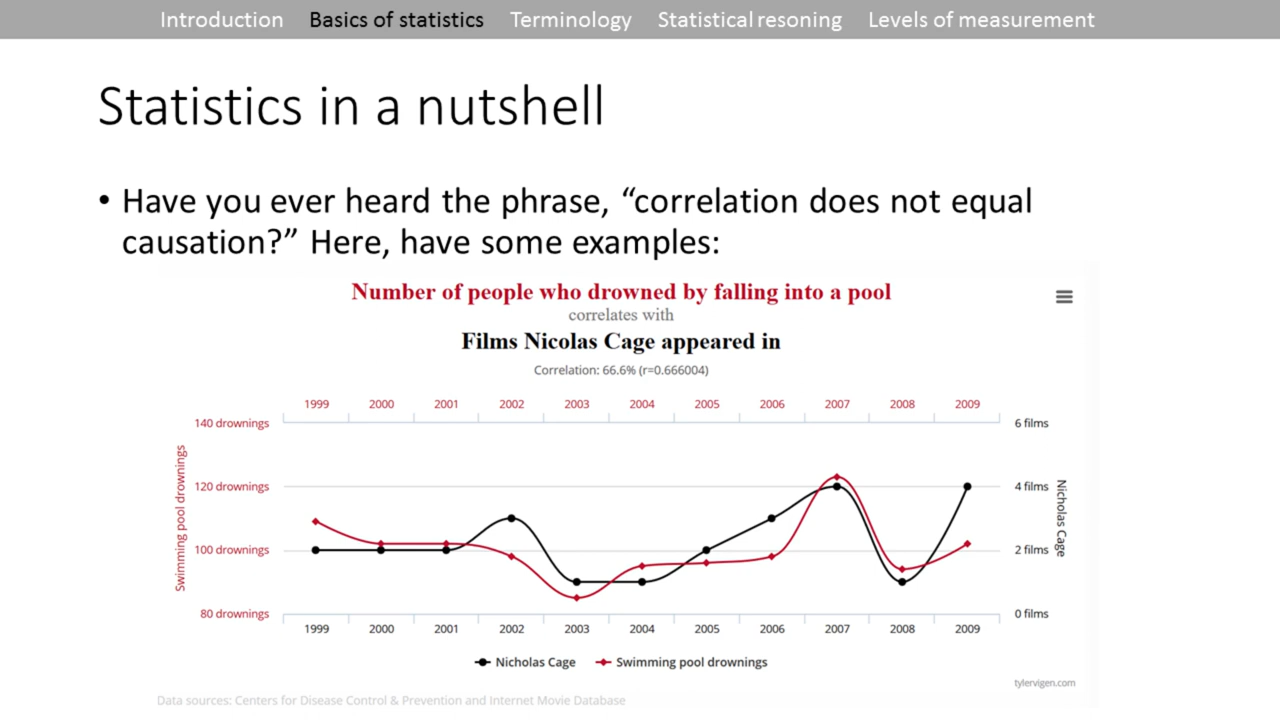 Introduction Basics of statistics Terminology Statistical resoning Levels of measurement
Statistics in a nutshell
• Have you ever heard the phrase, “correlation does not equal
causation?” Here, have some examples:
Number of people who drowned by falling into a pool
correlates with
Films Nicolas Cage appeared in
Correlation: 66.6% (r=0.666004)
1999 2000 2001 2002 2003 2004 2005 2006 2007 2008 2009
140 drownings 6 films
120 drownings 4 films
100 drownings 2 films
80 drownings 0 films
Swimming pool drownings
Nicholas Cage
1999 2000 2001 2002 2003 2004 2005 2006 2007 2008 2009
Nicholas Cage Swimming pool drownings
tylervigen.com
Data sources: Centers for Disease Control & Prevention and Internet Movie Database